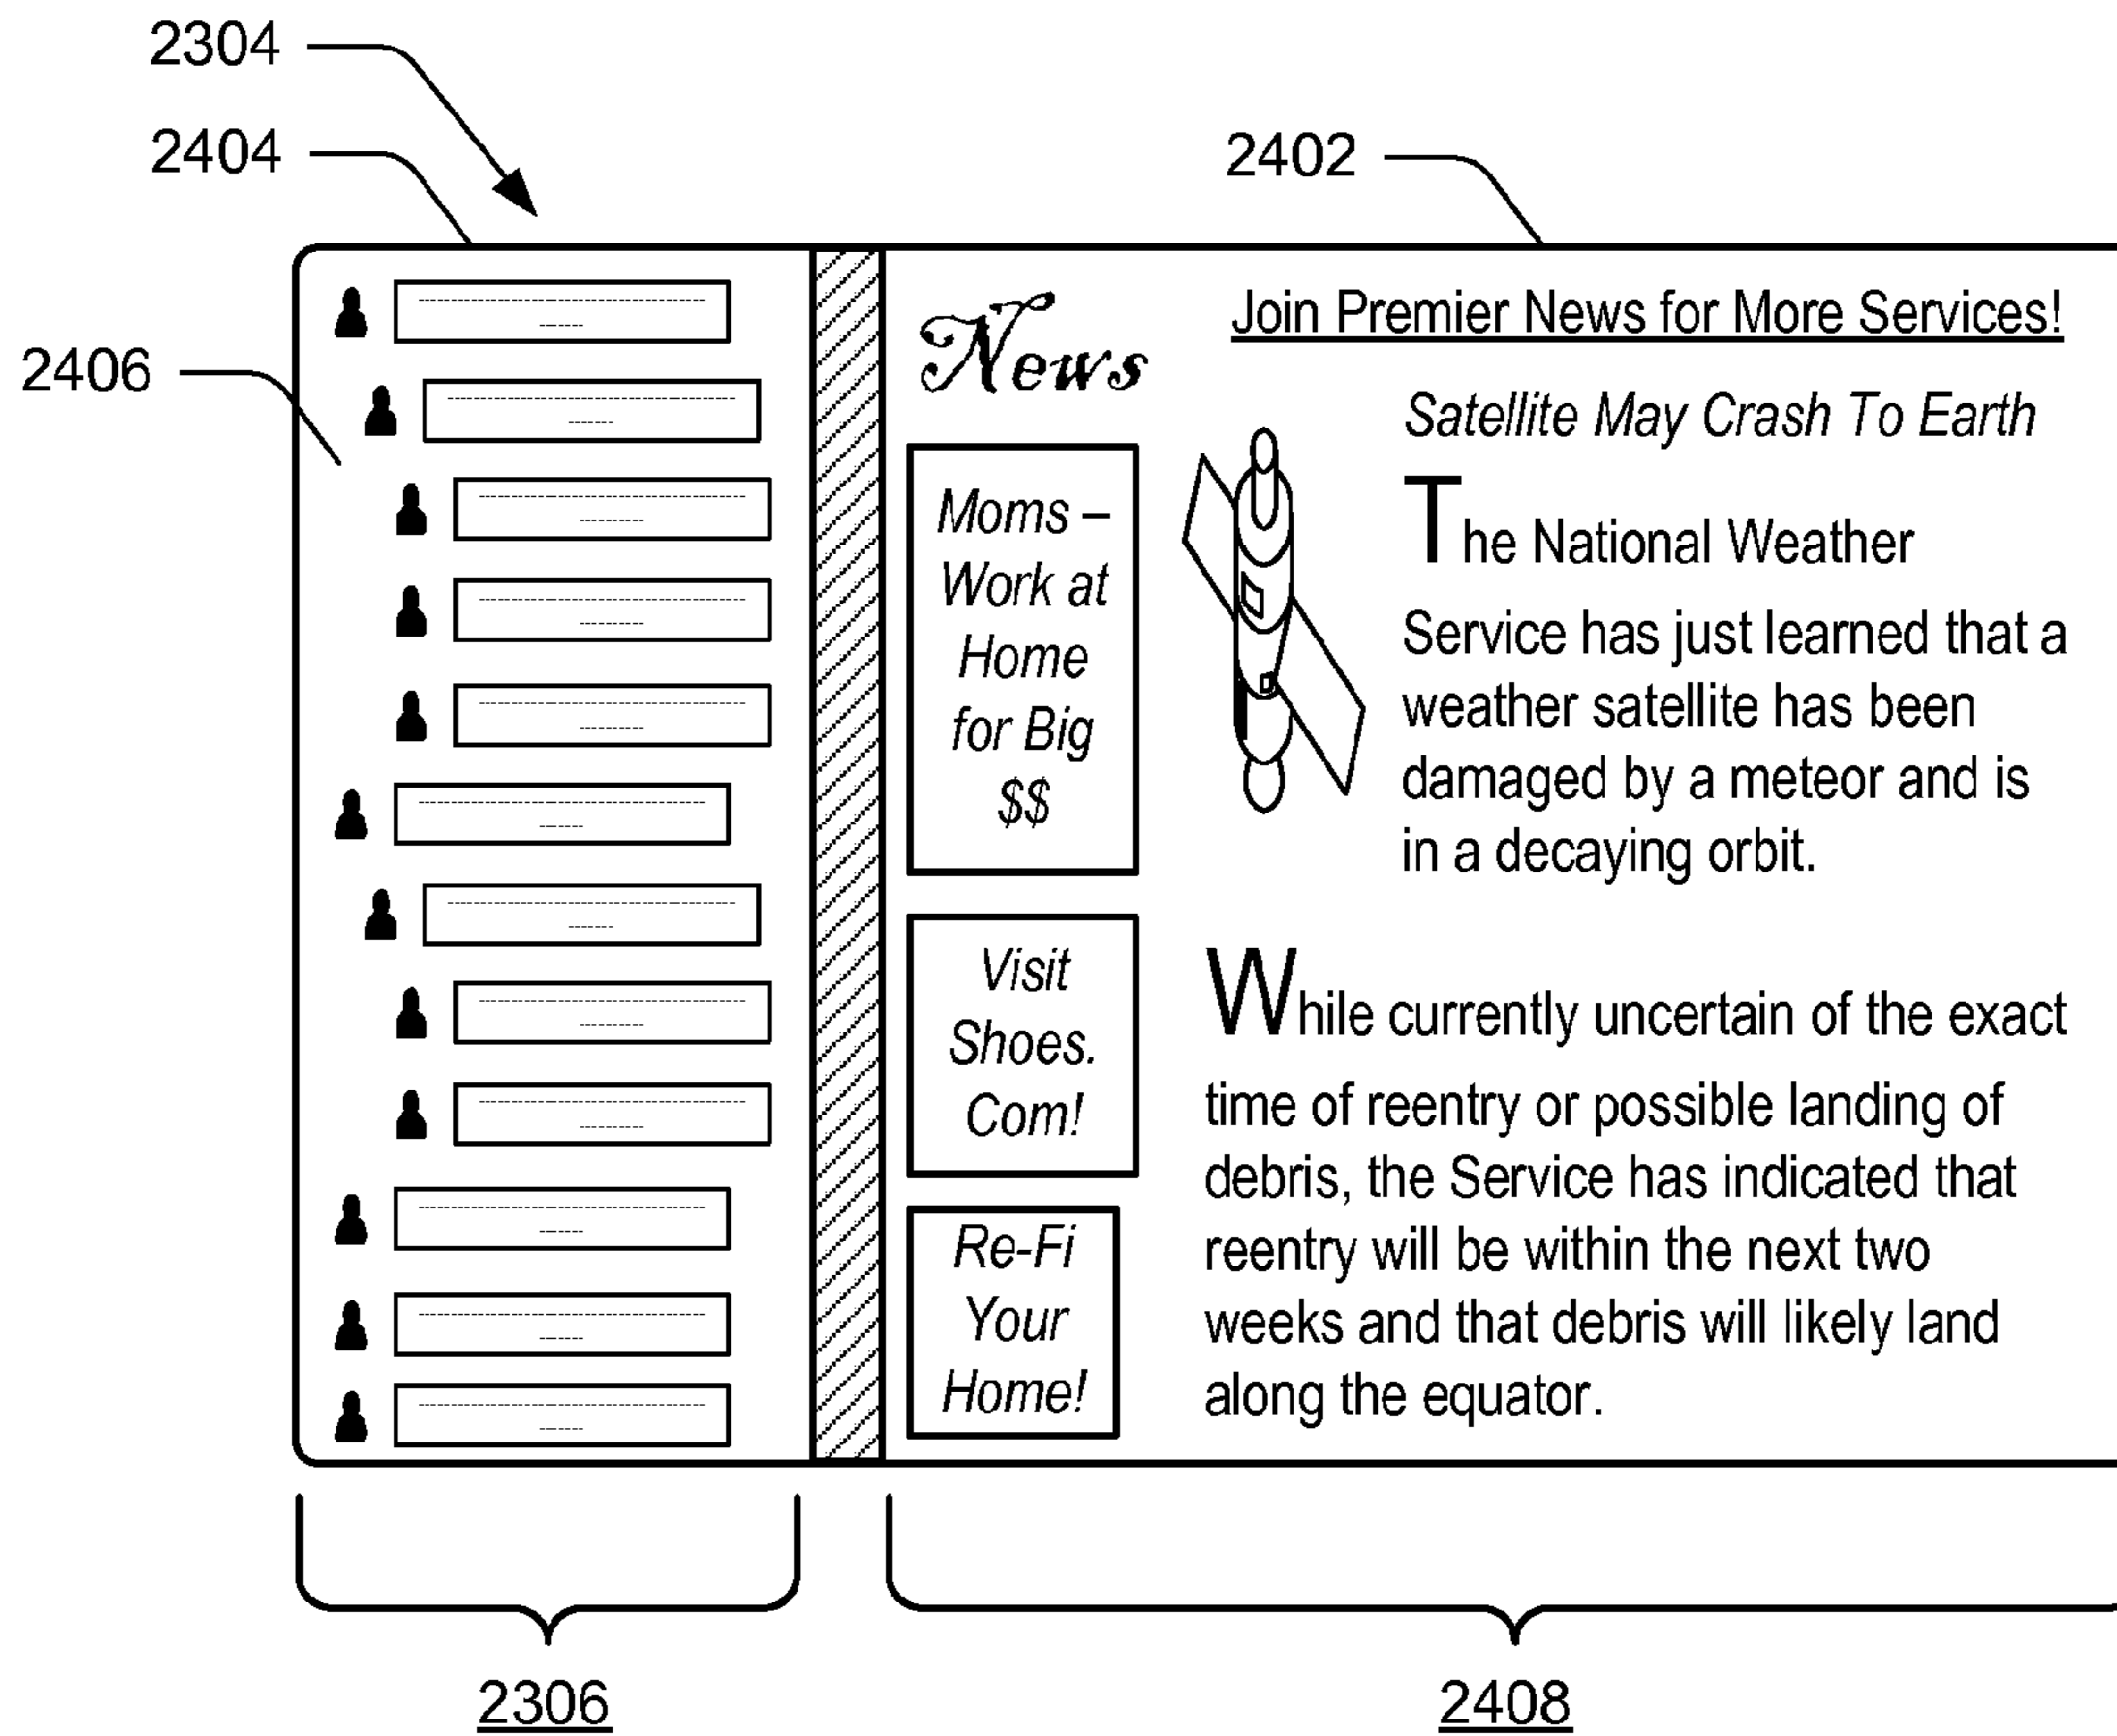 2304
2404
2402
2406
News
Join Premier News for More Services!
Satellite May Crash To Earth
Moms –
Work at
Home
for Big
$$
The National Weather
Service has just learned that a
weather satellite has been
damaged by a meteor and is
in a decaying orbit.
Visit
Shoes.
Com!
While currently uncertain of the exact
time of reentry or possible landing of
debris, the Service has indicated that
reentry will be within the next two
weeks and that debris will likely land
along the equator.
Re-Fi
Your
Home!
2306
2408